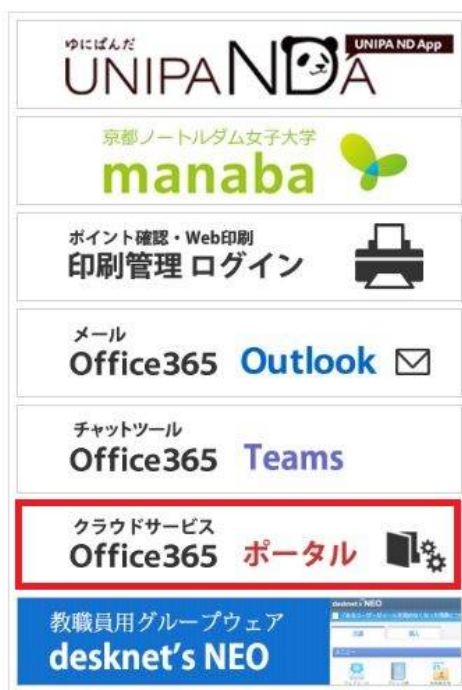 ゆにぱんだ
UNIPA NDA
UNIPA ND App
京都ノートルダム女子大学
manaba
ポイント確認・Web印刷
印刷管理 ログイン
メール
Office365 Outlook
チャットツール
Office365 Teams
クラウドサービス
Office365 ポータル
教職員用グループウェア
desknet's NEO
desknet's NEO